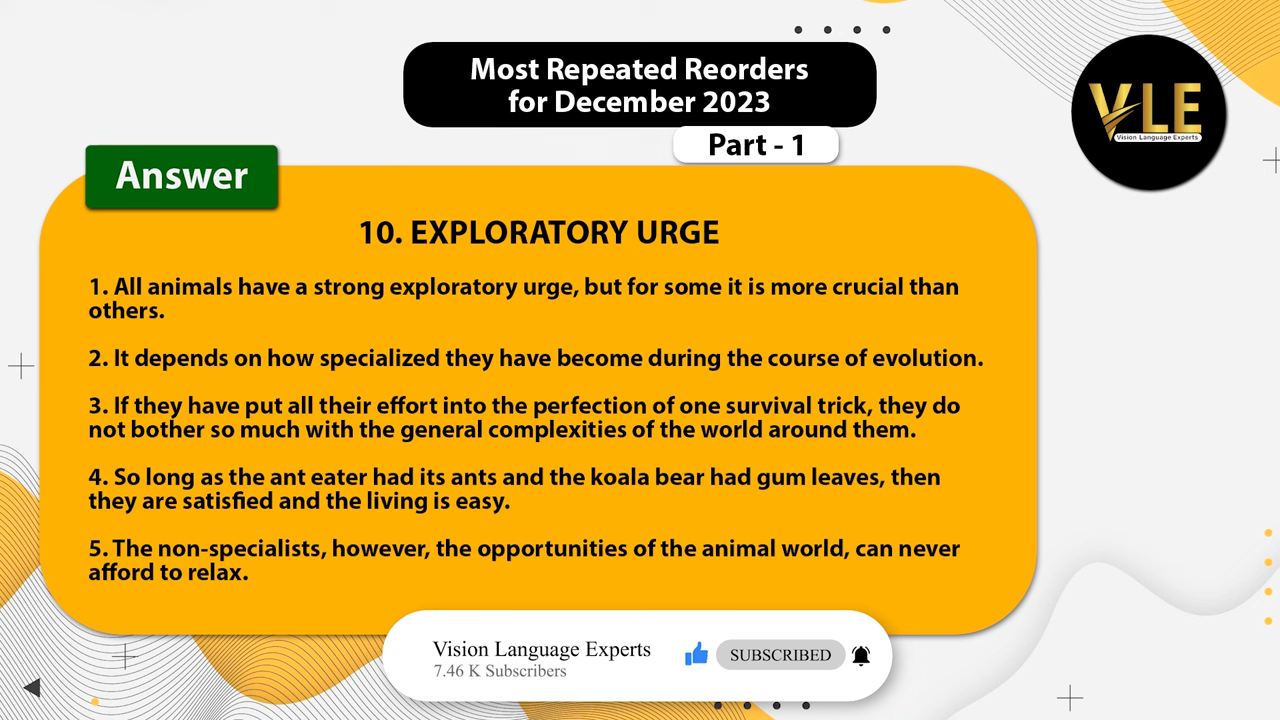 Most Repeated Reorders
for December 2023
Part - 1
VLE
Vision Language Experts
Answer
10. EXPLORATORY URGE
1. All animals have a strong exploratory urge, but for some it is more crucial than
others.
2. It depends on how specialized they have become during the course of evolution.
3. If they have put all their effort into the perfection of one survival trick, they do
not bother so much with the general complexities of the world around them.
4. So long as the ant eater had its ants and the koala bear had gum leaves, then
they are satisfied and the living is easy.
5. The non-specialists, however, the opportunities of the animal world, can never
afford to relax.
Vision Language Experts
7.46 K Subscribers
SUBSCRIBED